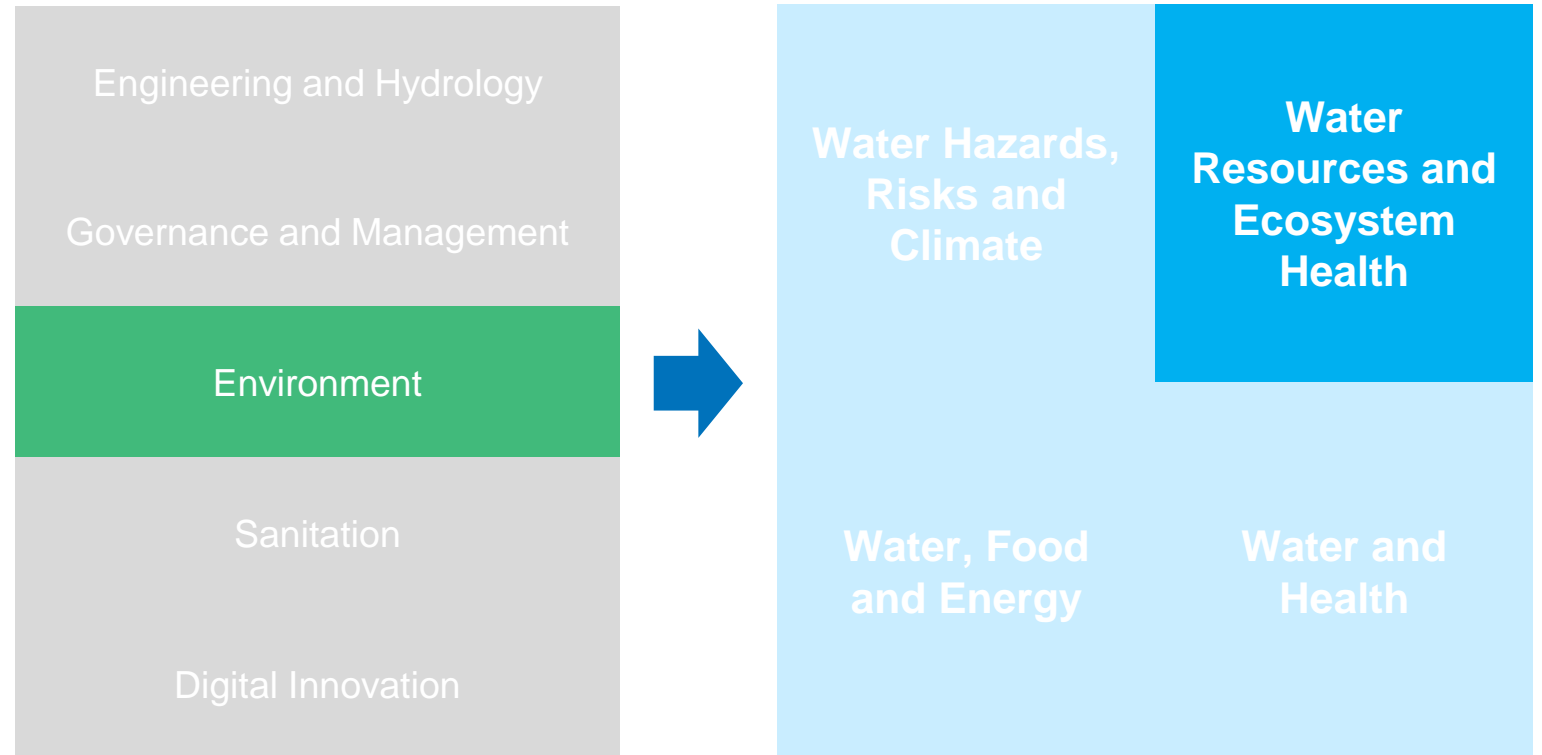 Engineering and Hydrology
Governance and Management
Environment
Sanitation
Digital Innovation
Water Hazards,
Risks and
Climate
Water
Resources and
Ecosystem
Health
Water, Food
and Energy
Water and
Health